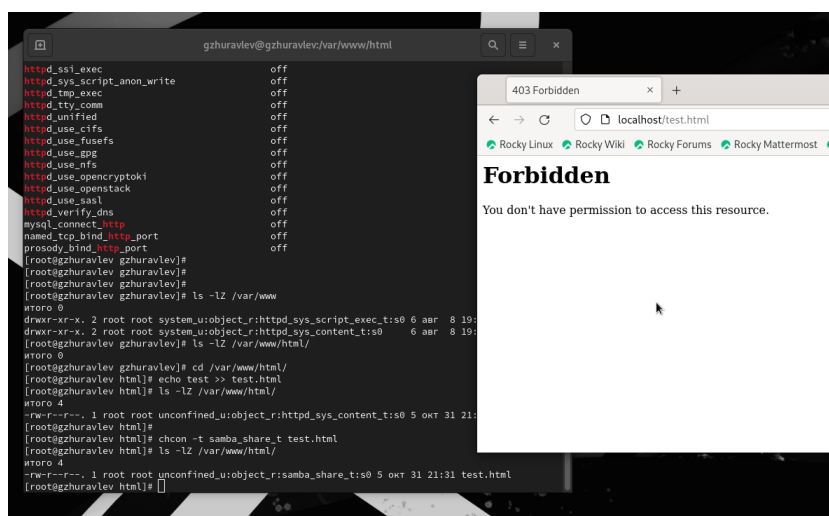 gzhuravlev@gzhuravlev:/var/www/html
httpd_ssi_exec off
httpd_sys_script_anon_write off
httpd_tmp_exec off
httpd_tty_comm off
httpd_unified off
httpd_use_cifs off
httpd_use_fusefs off
httpd_use_gpg off
httpd_use_nfs off
httpd_use_opencryptoki off
httpd_use_openstack off
httpd_use_sasl off
httpd_verify_dns off
mysql_connect_http off
named_tcp_bind_http_port off
prosody_bind_http_port off
[root@gzhuravlev gzhuravlev]#
[root@gzhuravlev gzhuravlev]#
[root@gzhuravlev gzhuravlev]#
[root@gzhuravlev gzhuravlev]# ls -lZ /var/www
итого 0
drwxr-xr-x. 2 root root system_u:object_r:httpd_sys_script_exec_t:s0 6 авг 8 19:
drwxr-xr-x. 2 root root system_u:object_r:httpd_sys_content_t:s0 6 авг 8 19:
[root@gzhuravlev gzhuravlev]# ls -lZ /var/www/html/
итого 0
[root@gzhuravlev gzhuravlev]# cd /var/www/html/
[root@gzhuravlev html]# echo test >> test.html
[root@gzhuravlev html]# ls -lZ /var/www/html/
итого 4
-rw-r--r--. 1 root root unconfined_u:object_r:httpd_sys_content_t:s0 5 окт 31 21:
[root@gzhuravlev html]#
[root@gzhuravlev html]# chcon -t samba_share_t test.html
[root@gzhuravlev html]# ls -lZ /var/www/html/
итого 4
-rw-r--r--. 1 root root unconfined_u:object_r:samba_share_t:s0 5 окт 31 21:31 test.html
[root@gzhuravlev html]#
403 Forbidden
localhost/test.html
Rocky Linux Rocky Wiki Rocky Forums Rocky Mattermost
Forbidden
You don't have permission to access this resource.